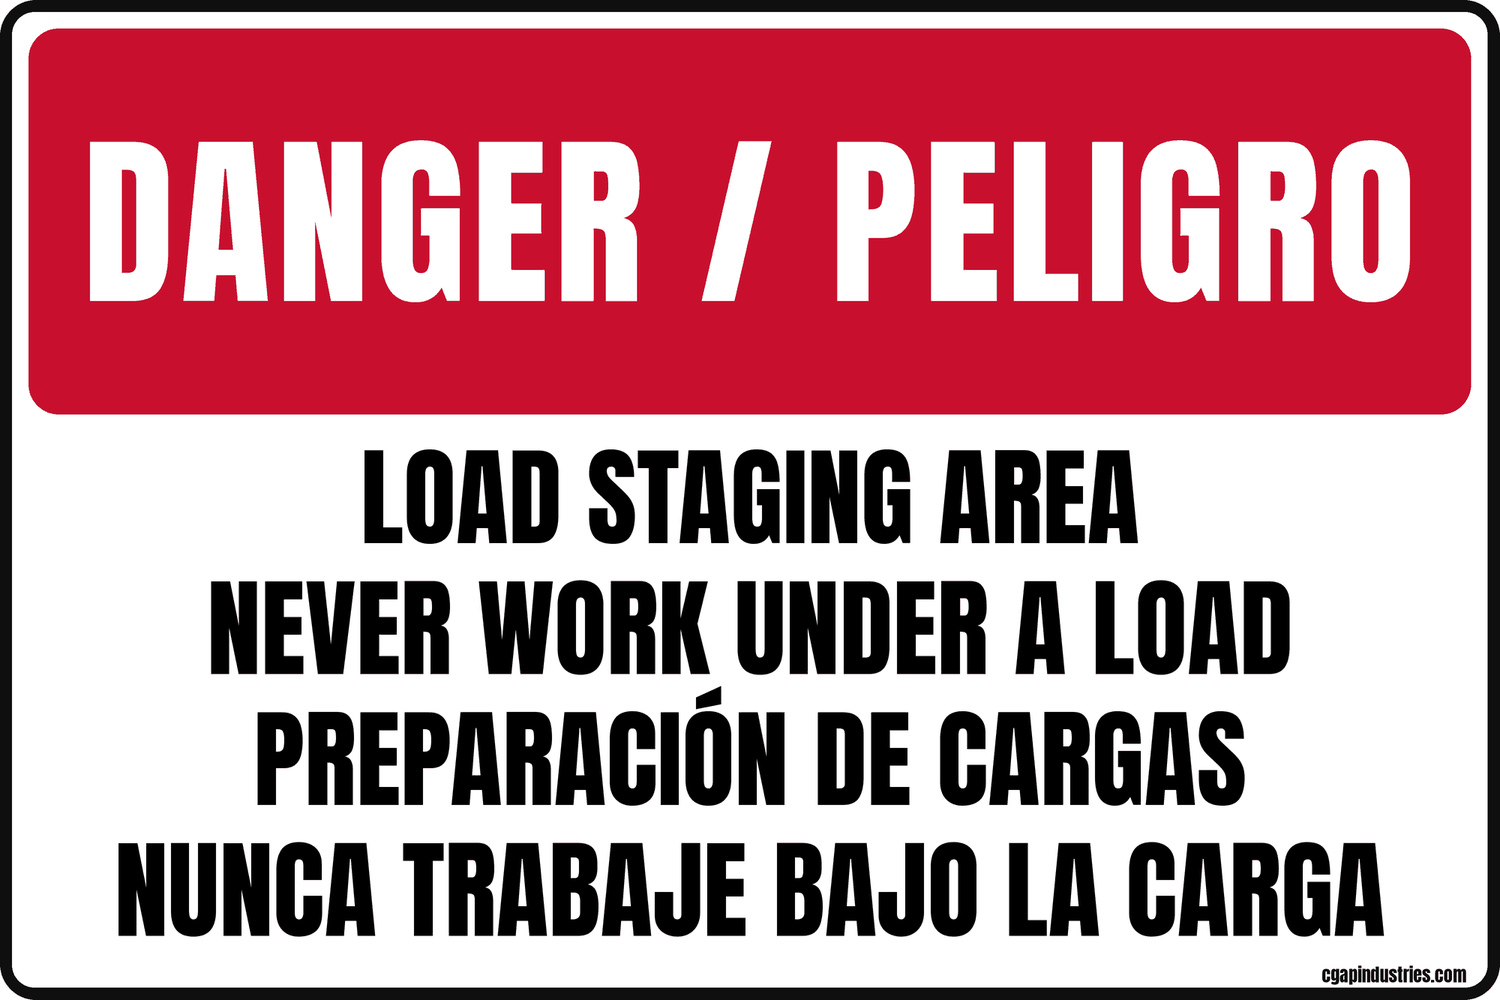 DANGER / PELIGRO
LOAD STAGING AREA
NEVER WORK UNDER A LOAD
PREPARACIÓN DE CARGAS
NUNCA TRABAJE BAJO LA CARGA
cgapindustries.com